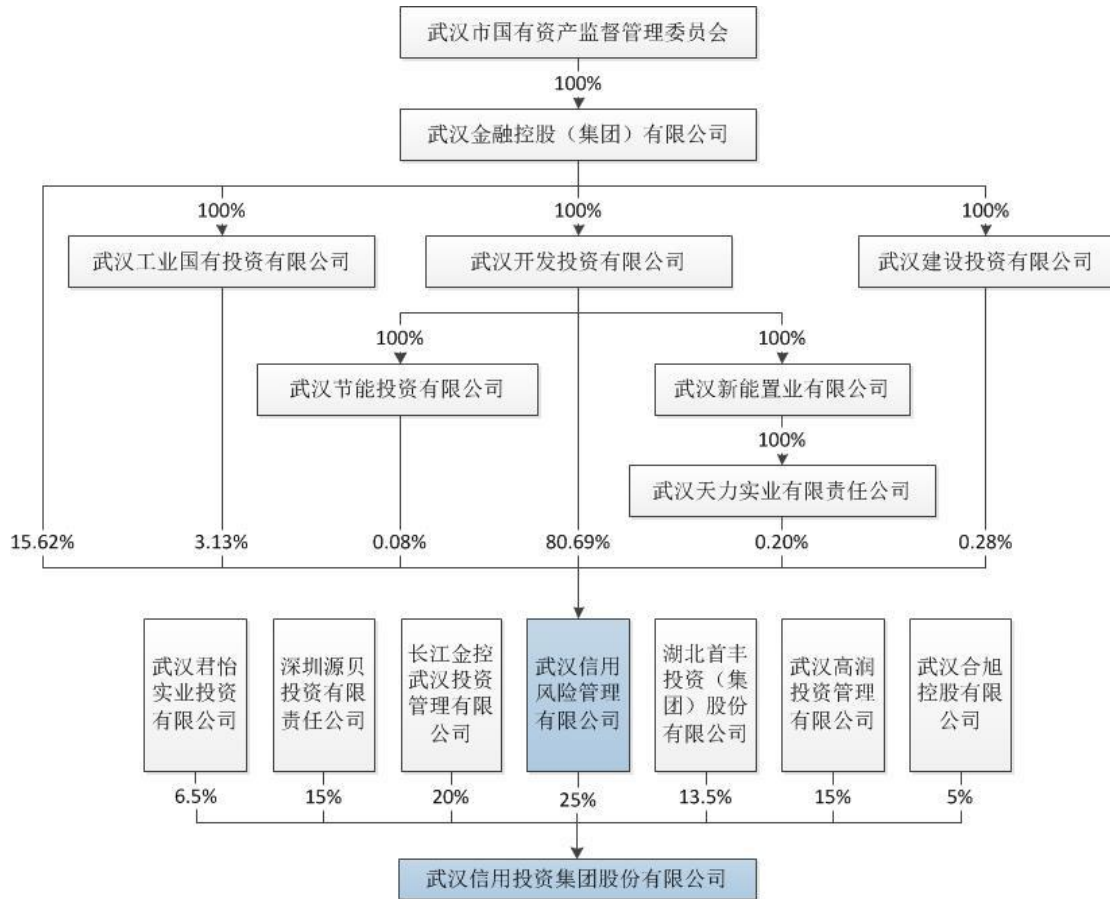 武汉市国有资产监督管理委员会
100%
武汉金融控股（集团）有限公司
100%
100%
100%
武汉工业国有投资有限公司
武汉开发投资有限公司
武汉建设投资有限公司
100%
100%
武汉节能投资有限公司
武汉新能置业有限公司
100%
武汉天力实业有限责任公司
15.62%
3.13%
0.08%
80.69%
0.20%
0.28%
武汉君怡
实业投资
有限公司
深圳源贝
投资有限
责任公司
长江金控
武汉投资
管理有限
公司
武汉信用
风险管理
有限公司
湖北首丰
投资（集
团）股份
有限公司
武汉高润
投资管理
有限公司
武汉合旭
控股有限
公司
6.5%
15%
20%
25%
13.5%
15%
5%
武汉信用投资集团股份有限公司